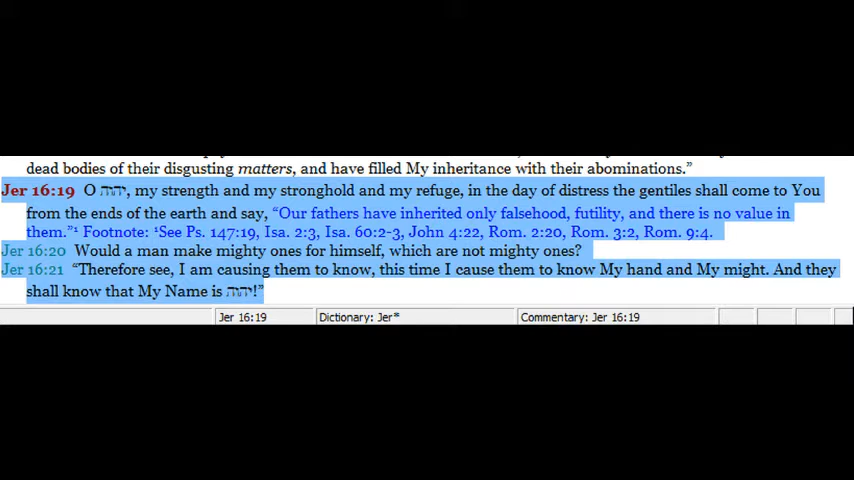 dead bodies of their disgusting matters, and have filled My inheritance with their abominations.”
Jer 16:19 O יהוה, my strength and my stronghold and my refuge, in the day of distress the gentiles shall come to You
from the ends of the earth and say, “Our fathers have inherited only falsehood, futility, and there is no value in
them.”¹ Footnote: ¹See Ps. 147:19, Isa. 2:3, Isa. 60:2-3, John 4:22, Rom. 2:20, Rom. 3:2, Rom. 9:4.
Jer 16:20 Would a man make mighty ones for himself, which are not mighty ones?
Jer 16:21 “Therefore see, I am causing them to know, this time I cause them to know My hand and My might. And they
shall know that My Name is יהוה!”
Jer 16:19 Dictionary: Jer* Commentary: Jer 16:19